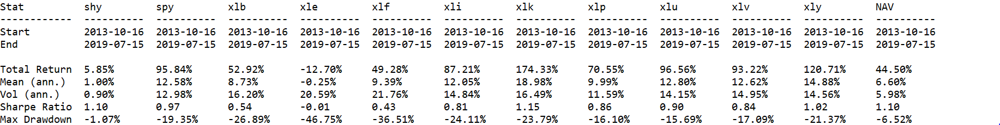 Stat          shy         spy         xlb         xle         xlf         xli         xlk         xlp         xlu         xlv         xly         NAV
------------  ----------  ----------  ----------  ----------  ----------  ----------  ----------  ----------  ----------  ----------  ----------  ----------
Start         2013-10-16  2013-10-16  2013-10-16  2013-10-16  2013-10-16  2013-10-16  2013-10-16  2013-10-16  2013-10-16  2013-10-16  2013-10-16  2013-10-16
End           2019-07-15  2019-07-15  2019-07-15  2019-07-15  2019-07-15  2019-07-15  2019-07-15  2019-07-15  2019-07-15  2019-07-15  2019-07-15  2019-07-15
Total Return  5.85%       95.84%      52.92%      -12.70%     49.28%      87.21%      174.33%     70.55%      96.56%      93.22%      120.71%     44.50%
Mean (ann.)   1.00%       12.58%      8.73%       -0.25%      9.39%       12.05%      18.98%      9.99%       12.80%      12.62%      14.88%      6.60%
Vol (ann.)    0.90%       12.98%      16.20%      20.59%      21.76%      14.84%      16.49%      11.59%      14.15%      14.95%      14.56%      5.98%
Sharpe Ratio  1.10        0.97        0.54        -0.01       0.43        0.81        1.15        0.86        0.90        0.84        1.02        1.10
Max Drawdown  -1.07%      -19.35%     -26.89%     -46.75%     -36.51%     -24.11%     -23.79%     -16.10%     -15.69%     -17.09%     -21.37%     -6.52%